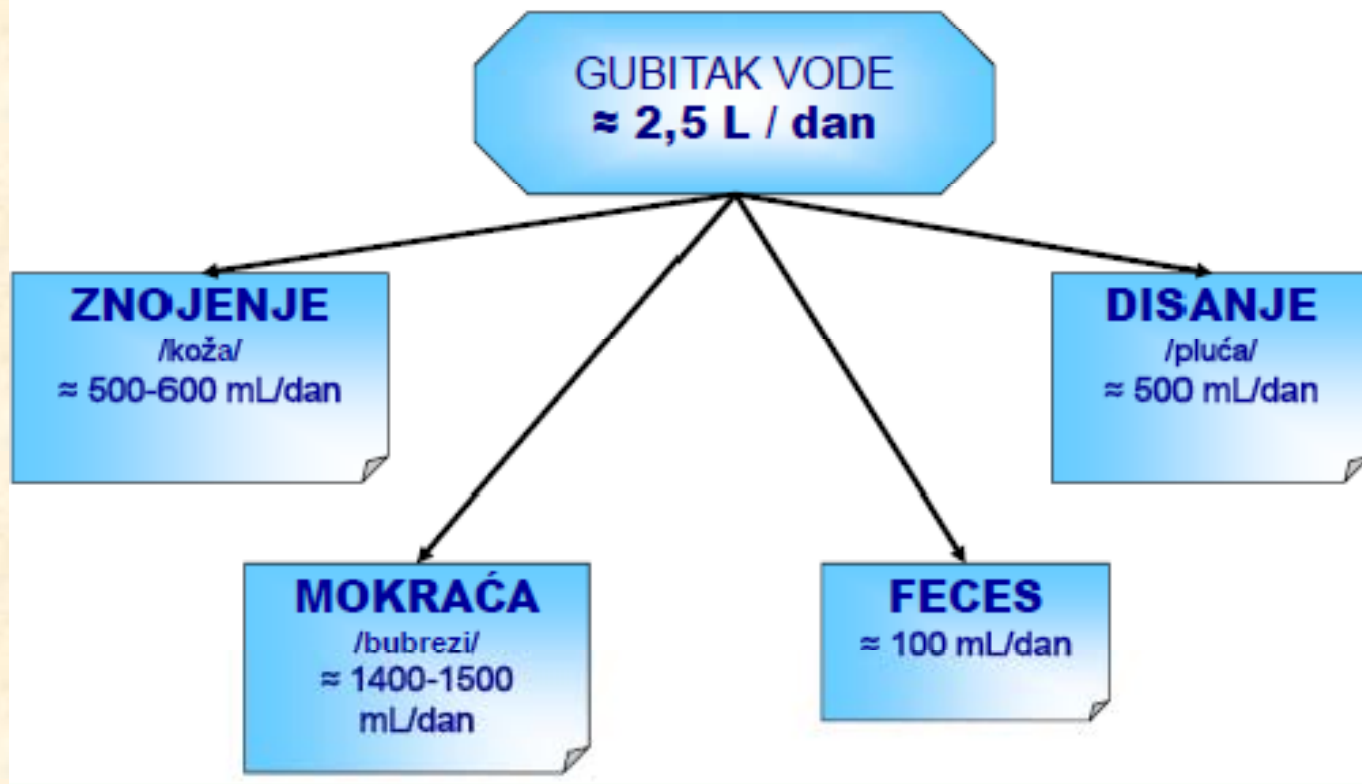 GUBITAK VODE
≈ 2,5 L / dan
ZNOJENJE
/koža/
≈ 500-600 mL/dan
DISANJE
/pluća/
≈ 500 mL/dan
MOKRAĆA
/bubrezi/
≈ 1400-1500
mL/dan
FECES
≈ 100 mL/dan